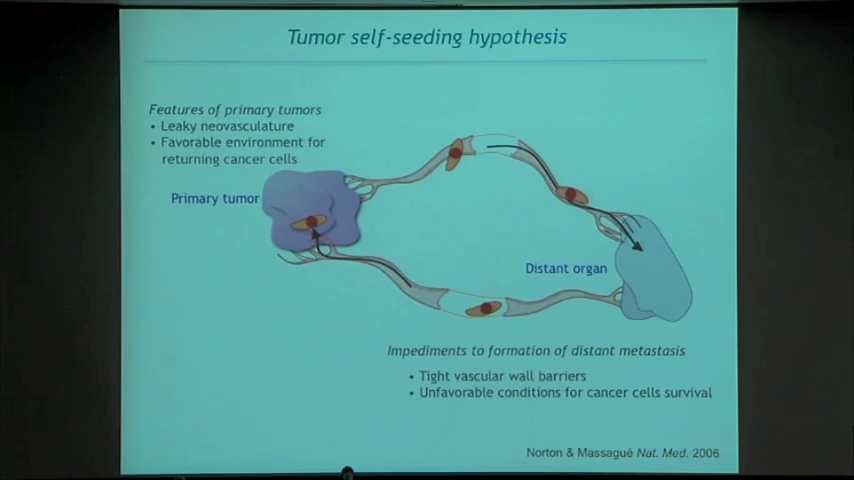 Tumor self-seeding hypothesis
Features of primary tumors
• Leaky neovasculature
• Favorable environment for
returning cancer cells
Primary tumor
Distant organ
Impediments to formation of distant metastasis
• Tight vascular wall barriers
• Unfavorable conditions for cancer cells survival
Norton & Massagué Nat. Med. 2006